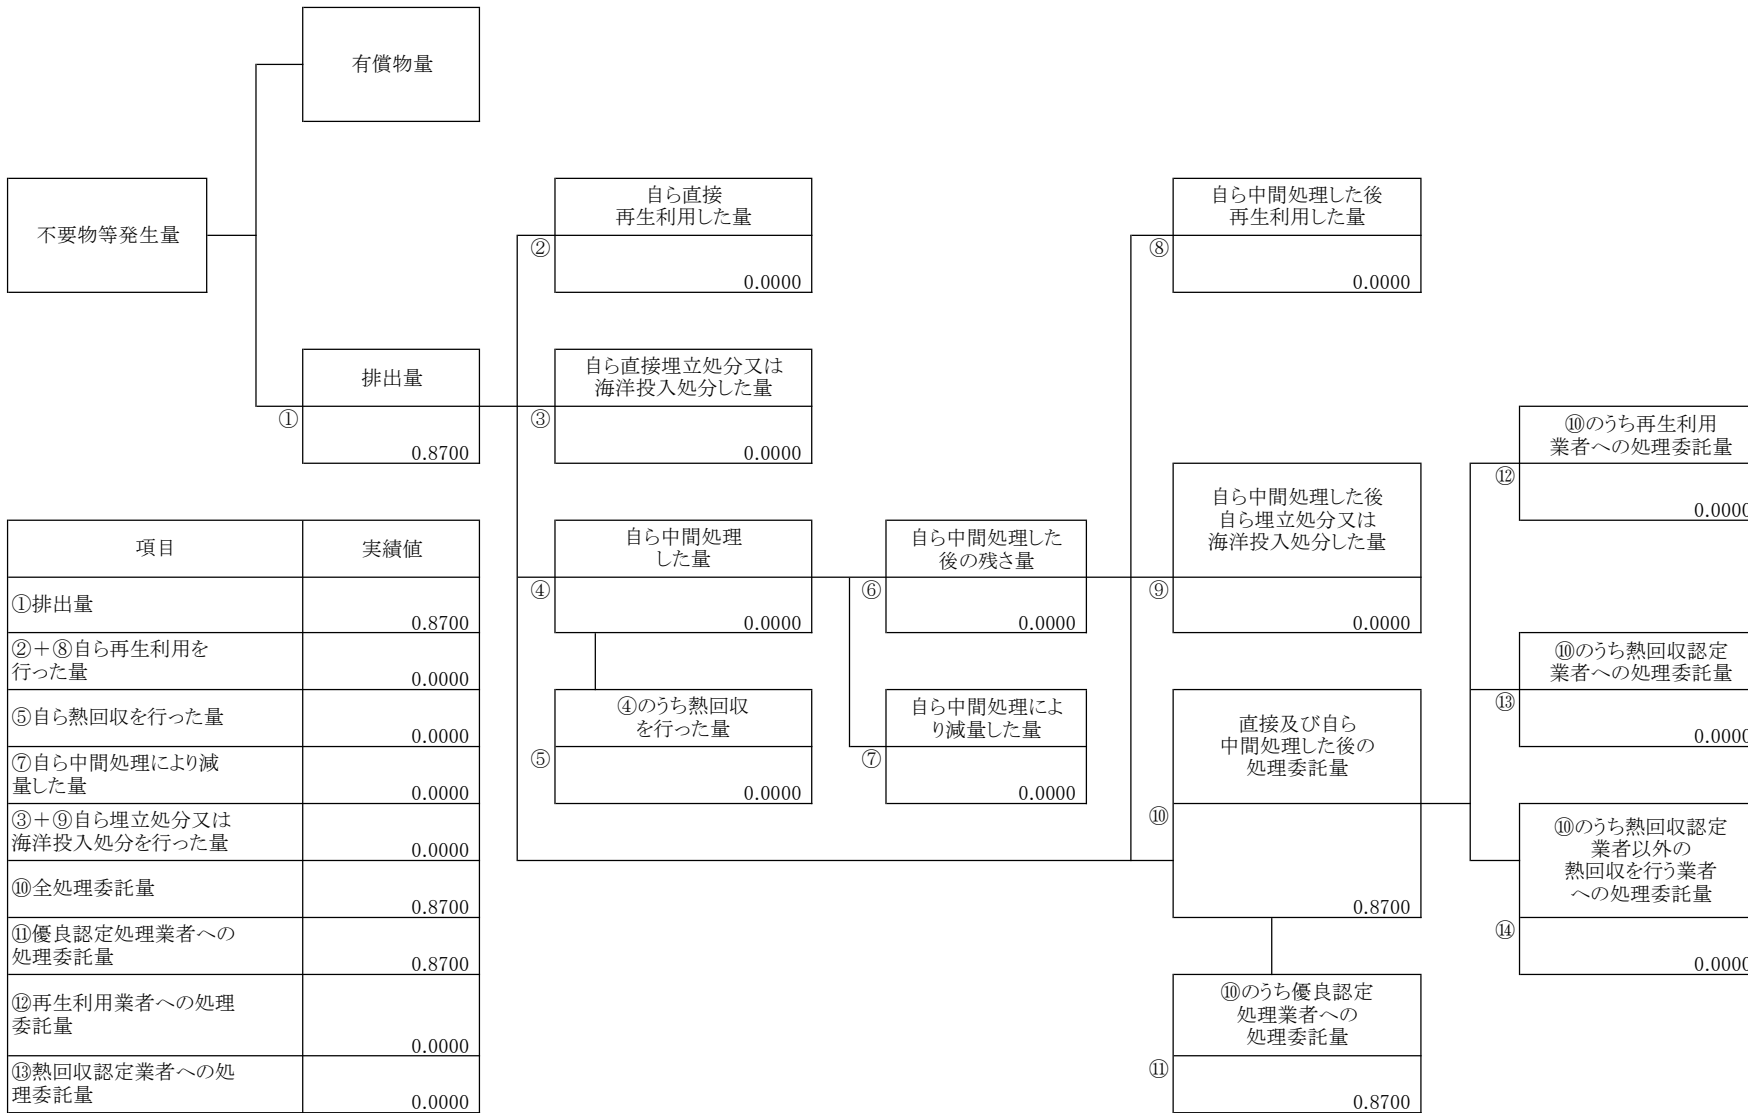 有償物量
不要物等発生量
自ら直接
再生利用した量
②
0.0000
自ら中間処理した後
再生利用した量
⑧
0.0000
排出量
①
0.8700
自ら直接埋立処分又は
海洋投入処分した量
③
0.0000
⑩のうち再生利用
業者への処理委託量
⑫
0.0000
自ら中間処理
した量
④
0.0000
自ら中間処理した
後の残さ量
⑥
0.0000
自ら中間処理した後
自ら埋立処分又は
海洋投入処分した量
⑨
0.0000
⑩のうち熱回収認定
業者への処理委託量
⑬
0.0000
④のうち熱回収
を行った量
⑤
0.0000
自ら中間処理によ
り減量した量
⑦
0.0000
直接及び自ら
中間処理した後の
処理委託量
⑩
0.8700
⑩のうち熱回収認定
業者以外の
熱回収を行う業者
への処理委託量
⑭
0.0000
⑩のうち優良認定
処理業者への
処理委託量
⑪
0.8700
項目 実績値
①排出量
0.8700
②+⑧自ら再生利用を
行った量
0.0000
⑤自ら熱回収を行った量
0.0000
⑦自ら中間処理により減
量した量
0.0000
③+⑨自ら埋立処分又は
海洋投入処分を行った量
0.0000
⑩全処理委託量
0.8700
⑪優良認定処理業者への
処理委託量
0.8700
⑫再生利用業者への処理
委託量
0.0000
⑬熱回収認定業者への処
理委託量
0.0000